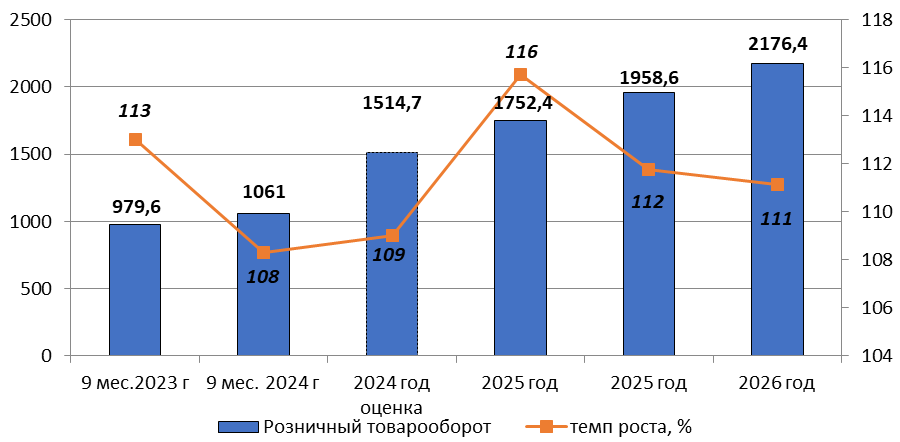 2500
2000
1500
1000
500
0
118
116
114
112
110
108
106
104
979,6
1061
1514,7
1752,4
1958,6
2176,4
113
108
109
116
112
111
9 мес.2023 г
9 мес. 2024 г
2024 год
оценка
2025 год
2025 год
2026 год
Розничный товарооборот
темп роста, %